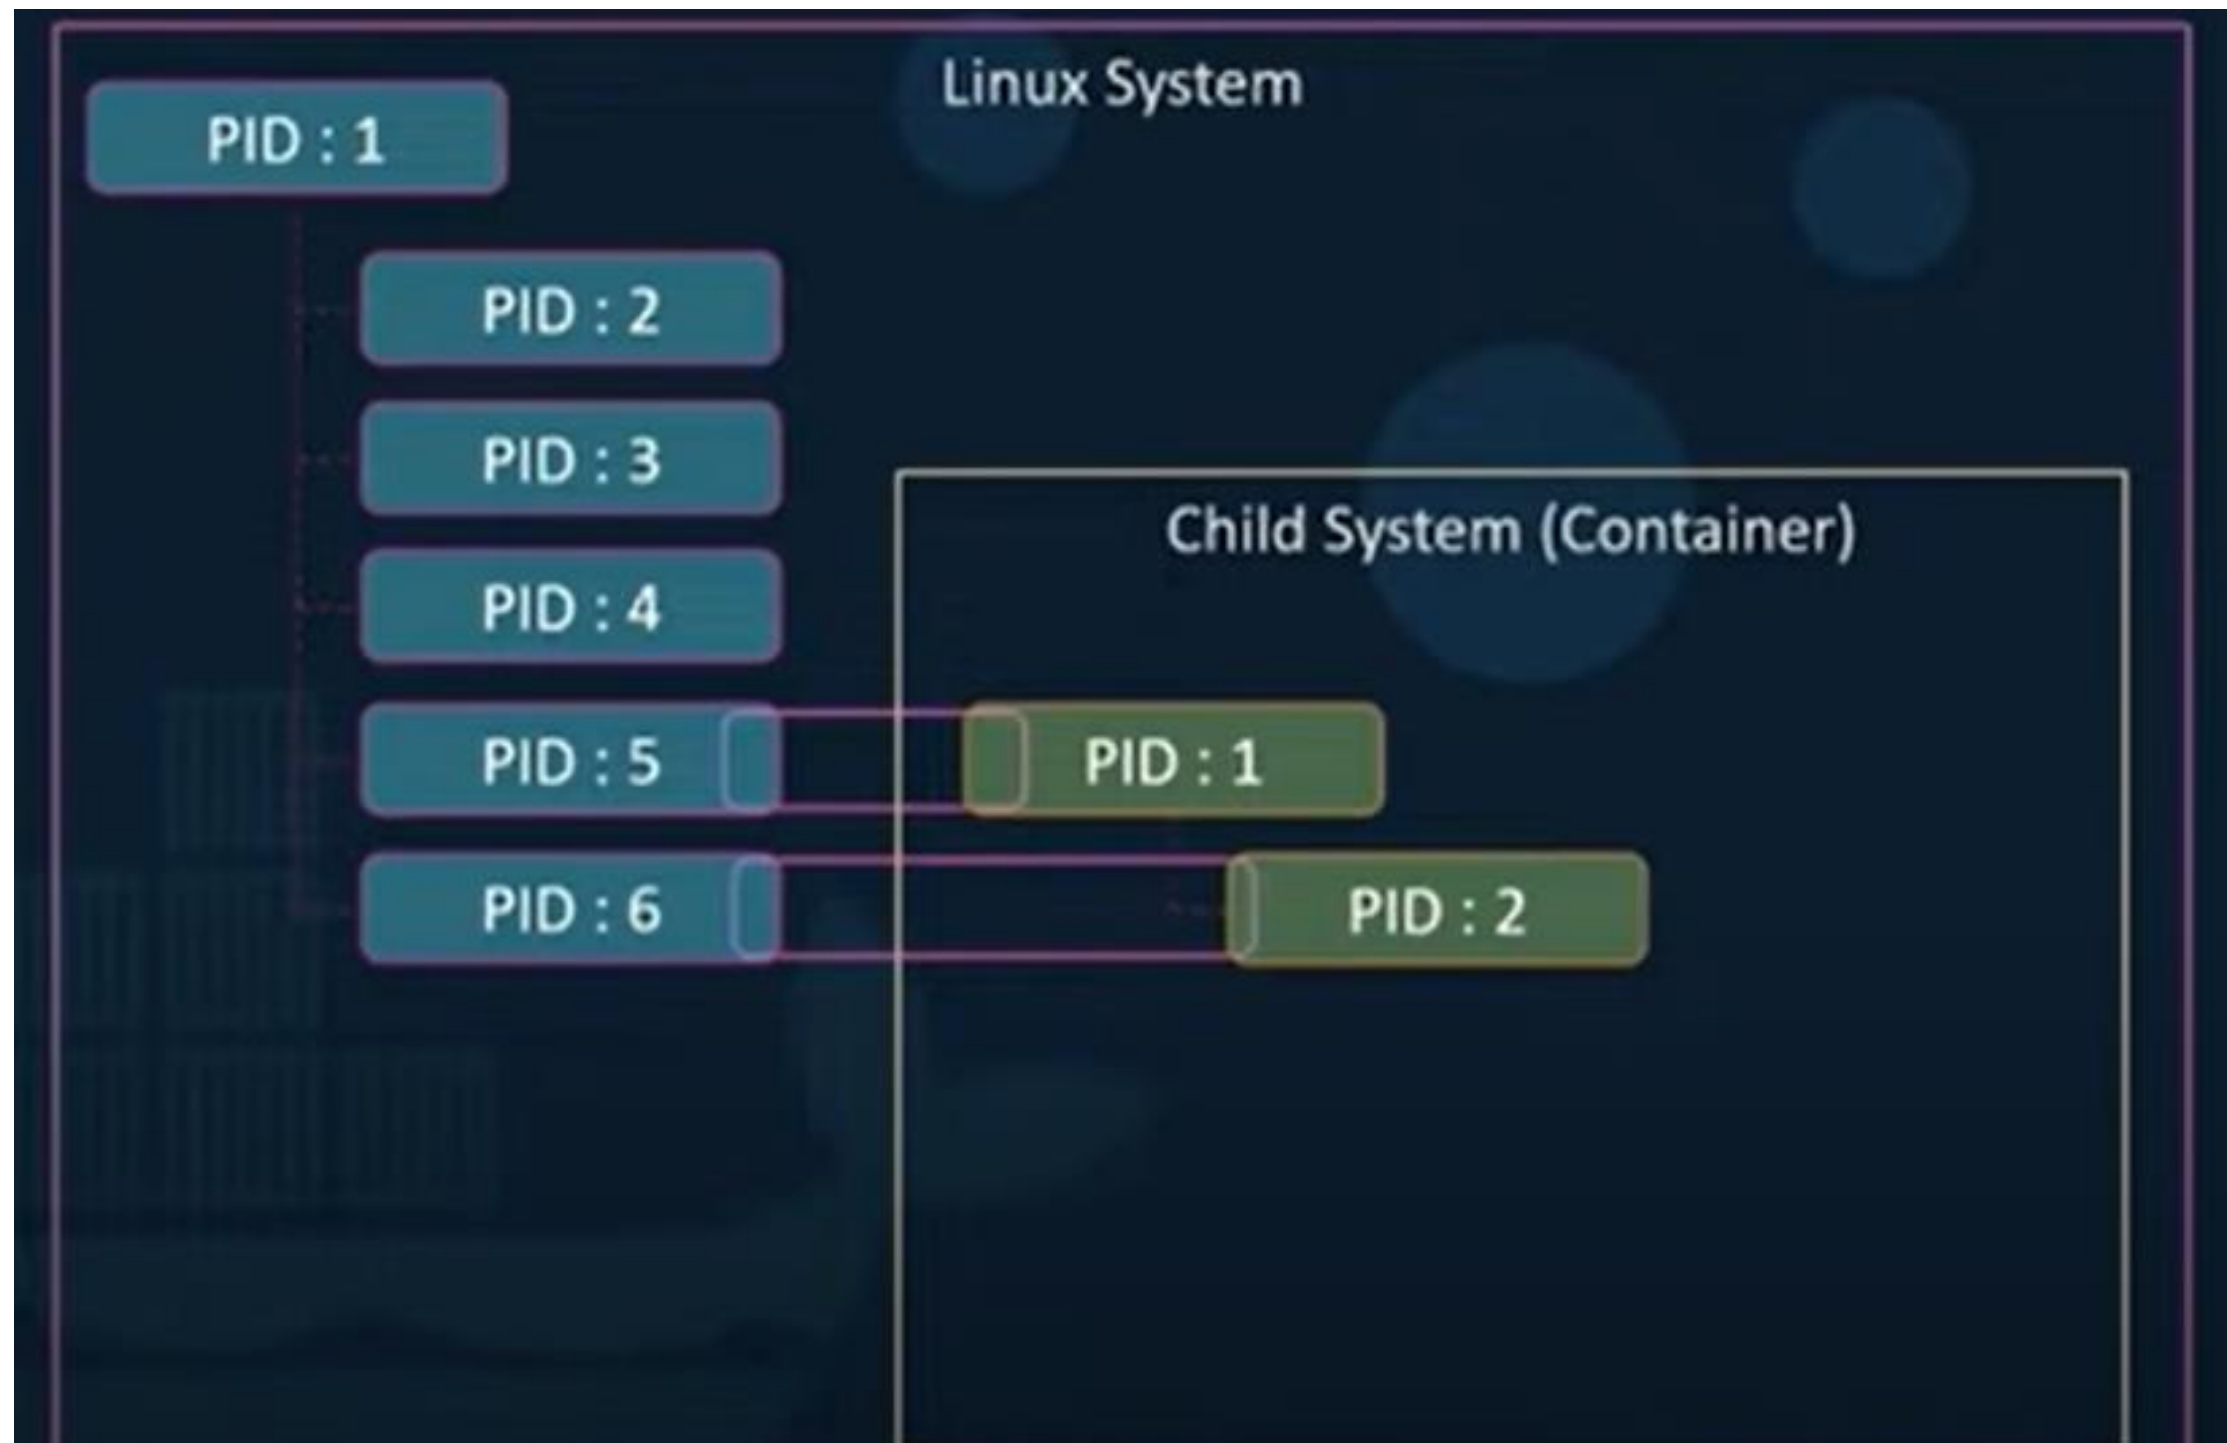 Linux System
PID : 1
PID : 2
PID : 3
PID : 4
Child System (Container)
PID : 5
PID : 1
PID : 6
PID : 2